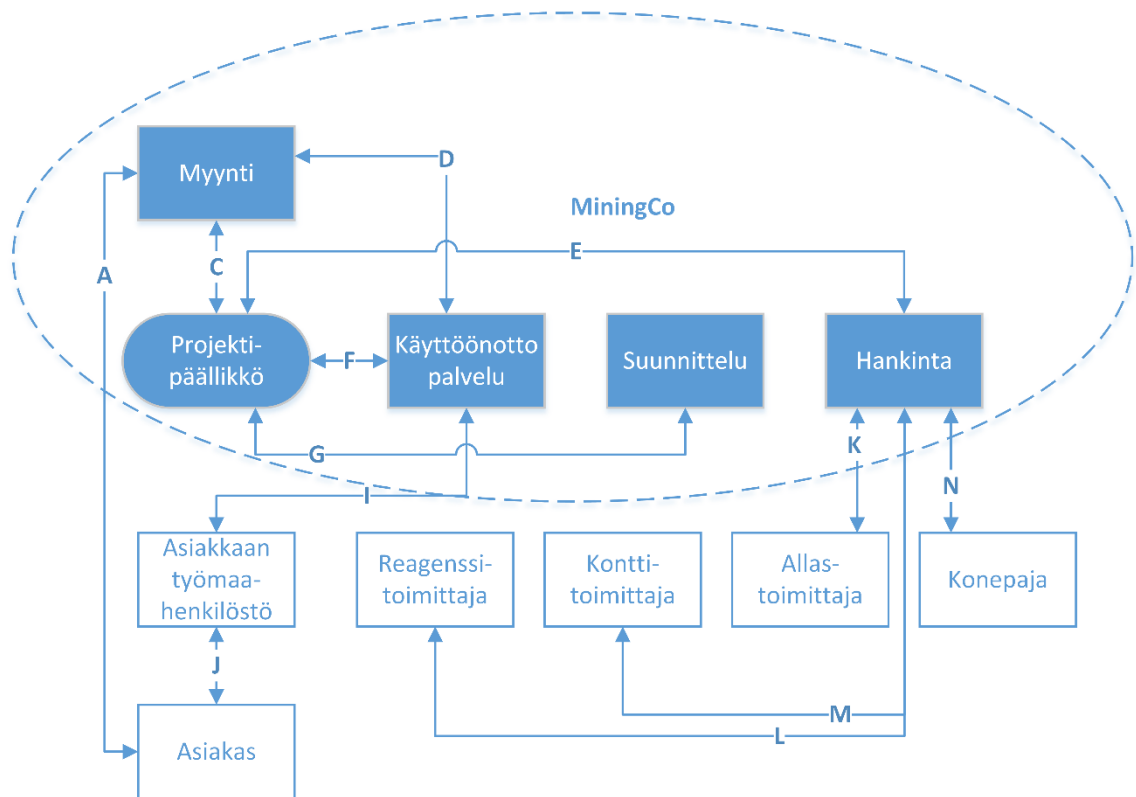 Myynti
D
MiningCo
A
C
E
Projekti-
päällikkö
F
Käyttöönotto
palvelu
Suunnittelu
Hankinta
G
K
I
N
Asiakkaan
työmaa-
henkilöstö
Reagenssi-
toimittaja
Kontti-
toimittaja
Allas-
toimittaja
Konepaja
J
M
L
Asiakas